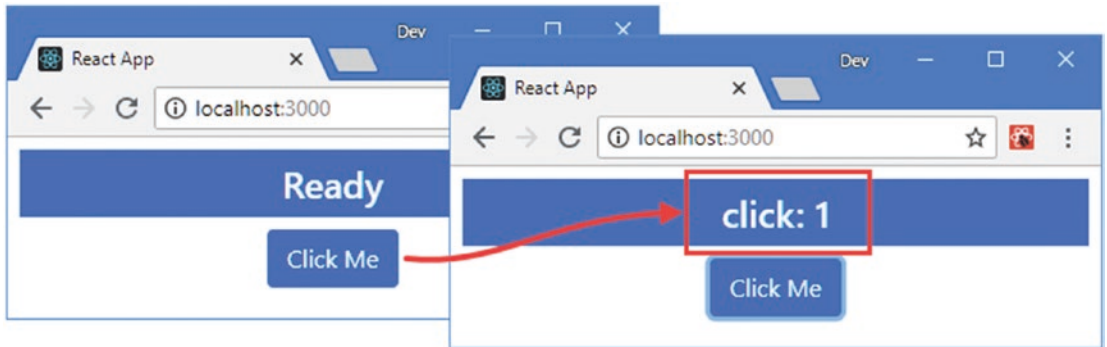 Dev
React App
localhost:3000
Ready
Click Me
Dev
React App
localhost:3000
click: 1
Click Me